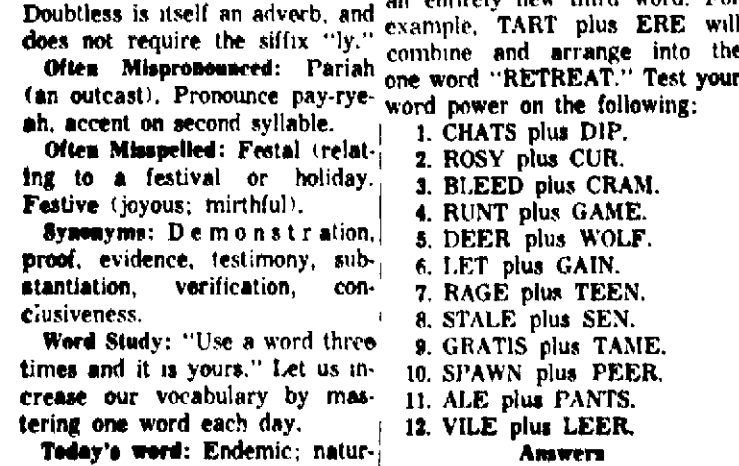 Doubtless is itself an adverb, and
does not require the siffix "ly."
Often Mispronounced: Pariah
(an outcast). Pronounce pay-rye-
ah, accent on second syllable.
Often Misspelled: Festal (relat-
ing to a festival or holiday.
Festive (joyous; mirthful).
Synonyms: Demonstration,
proof, evidence, testimony, sub-
stantiation, verification, con-
clusiveness.
Word Study: "Use a word three
times and it is yours." Let us in-
crease our vocabulary by mas-
tering one word each day.
Today's word: Endemic; natur-
an entirely new third word. For
example, TART plus ERE will
combine and arrange into the
one word "RETREAT." Test your
word power on the following:
1. CHATS plus DIP.
2. ROSY plus CUR.
3. BLEED plus CRAM.
4. RUNT plus GAME.
5. DEER plus WOLF.
6. LET plus GAIN.
7. RAGE plus TEEN.
8. STALE plus SEN.
9. GRATIS plus TAME.
10. SPAWN plus PEER.
11. ALE plus PANTS.
12. VILE plus LEER.
Answers